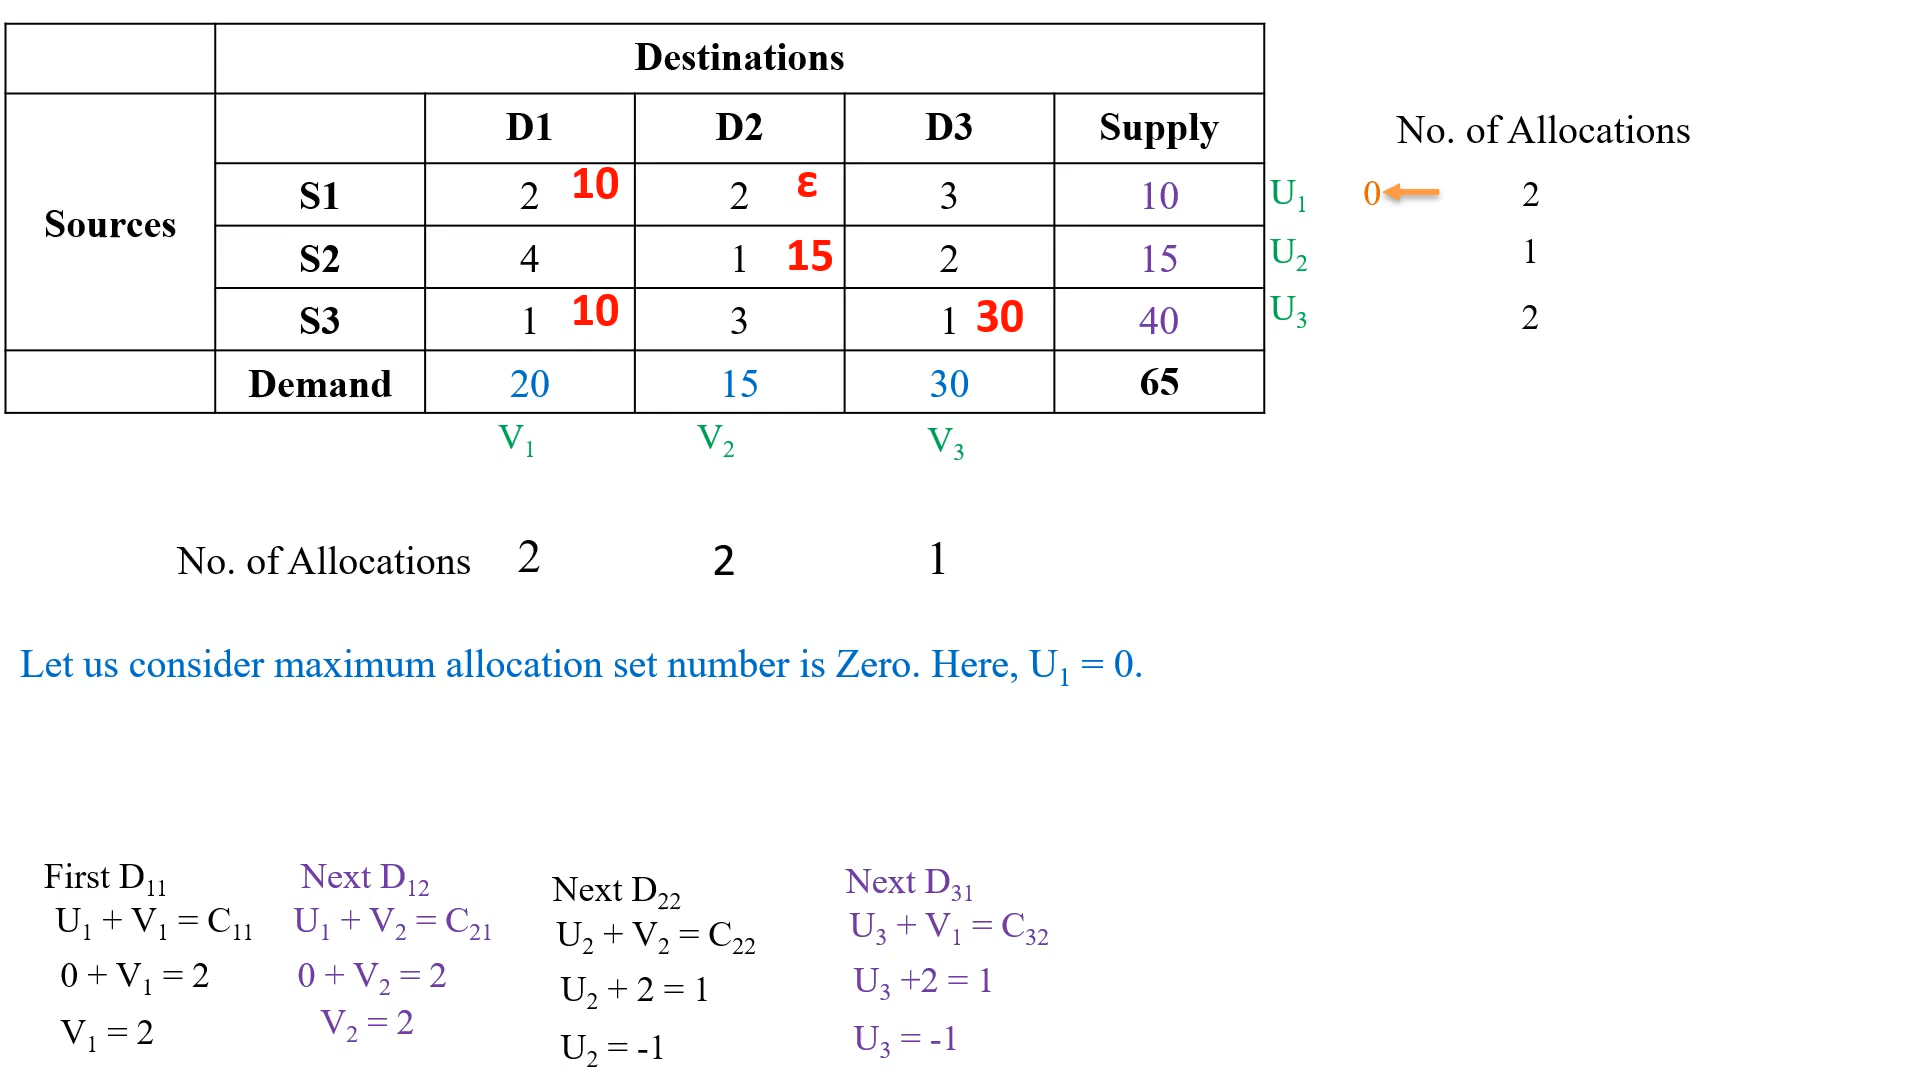 Destinations
Sources D1 D2 D3 Supply No. of Allocations
S1 2 10 2 ε 3 10 U₁ 0 2
S2 4 1 15 2 15 U₂ 1
S3 1 10 3 1 30 40 U₃ 2
Demand 20 15 30 65
V₁ V₂ V₃
No. of Allocations 2 2 1
Let us consider maximum allocation set number is Zero. Here, U₁ = 0.
First D₁₁
U₁ + V₁ = C₁₁
0 + V₁ = 2
V₁ = 2
Next D₁₂
U₁ + V₂ = C₂₁
0 + V₂ = 2
V₂ = 2
Next D₂₂
U₂ + V₂ = C₂₂
U₂ + 2 = 1
U₂ = -1
Next D₃₁
U₃ + V₁ = C₃₂
U₃ +2 = 1
U₃ = -1